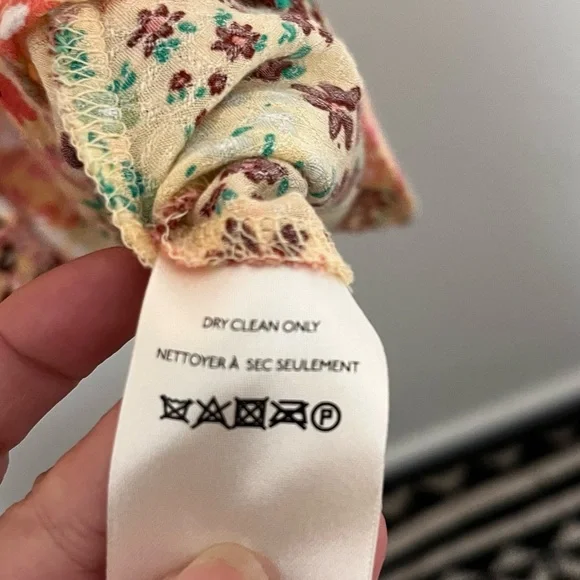 DRY CLEAN ONLY
NETTOYER À SEC SEULEMENT
P